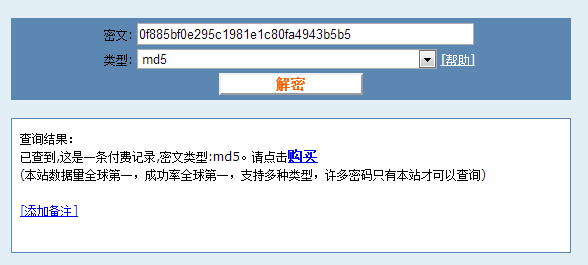 密文: 0f885bf0e295c1981e1c80fa4943b5b5
类型: md5 [帮助]
解密
查询结果:
已查到,这是一条付费记录,密文类型:md5。请点击购买
(本站数据量全球第一，成功率全球第一，支持多种类型，许多密码只有本站才可以查询)
[添加备注]